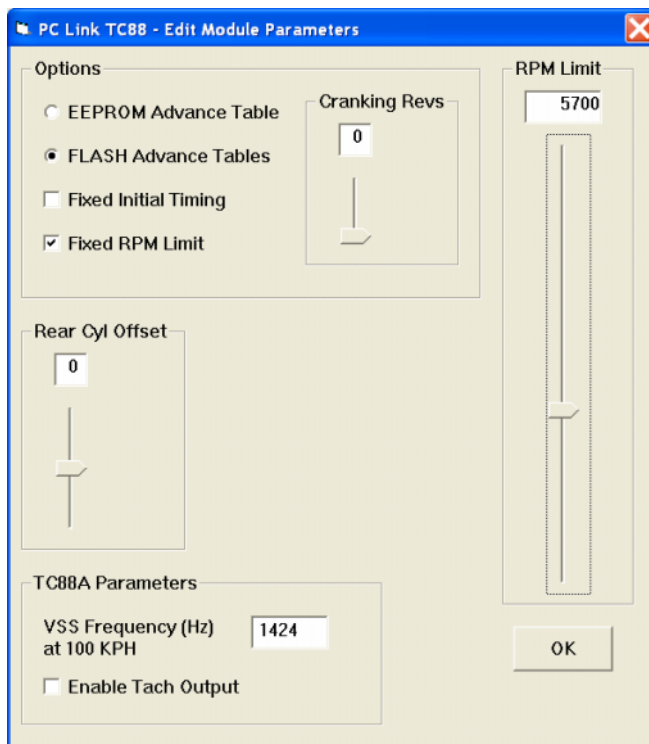 PC Link TC88 - Edit Module Parameters
Options
EEPROM Advance Table
FLASH Advance Tables
Fixed Initial Timing
Fixed RPM Limit
Cranking Revs
0
RPM Limit
5700
Rear Cyl Offset
0
TC88A Parameters
VSS Frequency (Hz)
at 100 KPH
1424
Enable Tach Output
OK